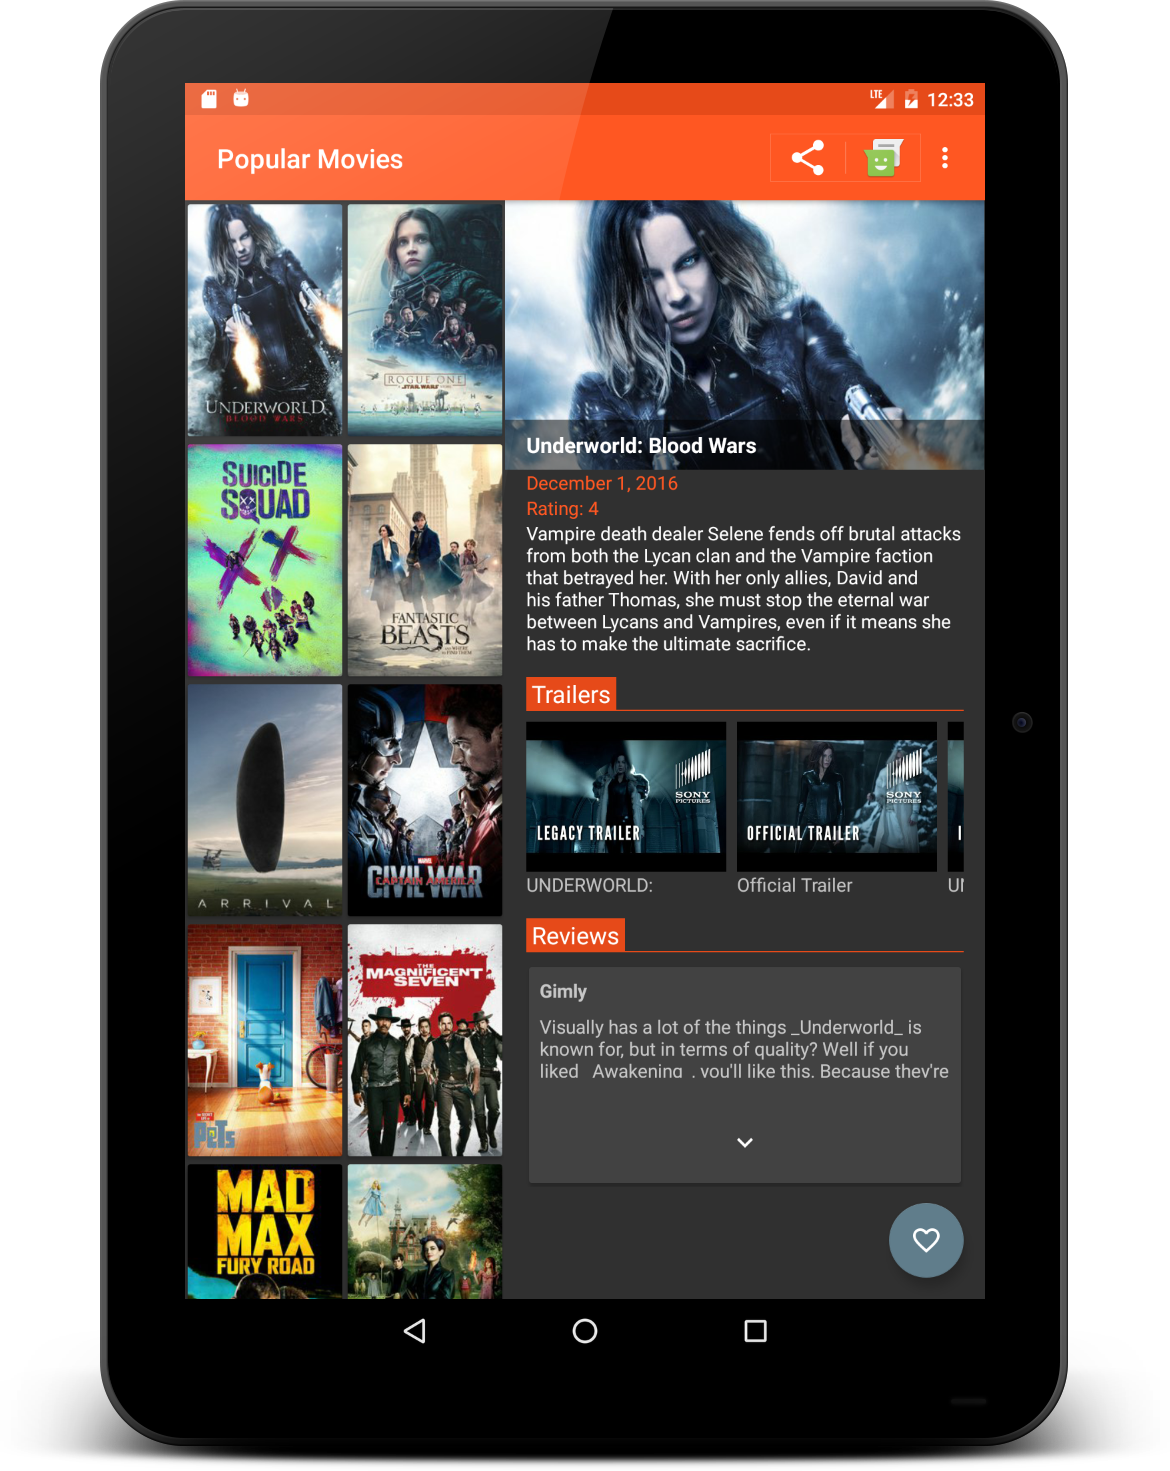 LTE
12:33
Popular Movies
UNDERWORLD
BLOOD WARS
ROGUE ONE
STAR WARS
SUICIDE
SQUAD
FANTASTIC
BEASTS
AND WHERE
TO FIND THEM
ARRIVAL
MARVEL
CAPTAIN AMERICA
CIVIL WAR
PETS
THE
MAGNIFICENT
SEVEN
MAD
MAX
FURY ROAD
Underworld: Blood Wars
December 1, 2016
Rating: 4
Vampire death dealer Selene fends off brutal attacks
from both the Lycan clan and the Vampire faction
that betrayed her. With her only allies, David and
his father Thomas, she must stop the eternal war
between Lycans and Vampires, even if it means she
has to make the ultimate sacrifice.
Trailers
SONY
PICTURES
LEGACY TRAILER
SONY
PICTURES
OFFICIAL TRAILER
UNDERWORLD:
Official Trailer
Reviews
Gimly
Visually has a lot of the things _Underworld_ is
known for, but in terms of quality? Well if you
liked _Awakening_, you'll like this. Because they're